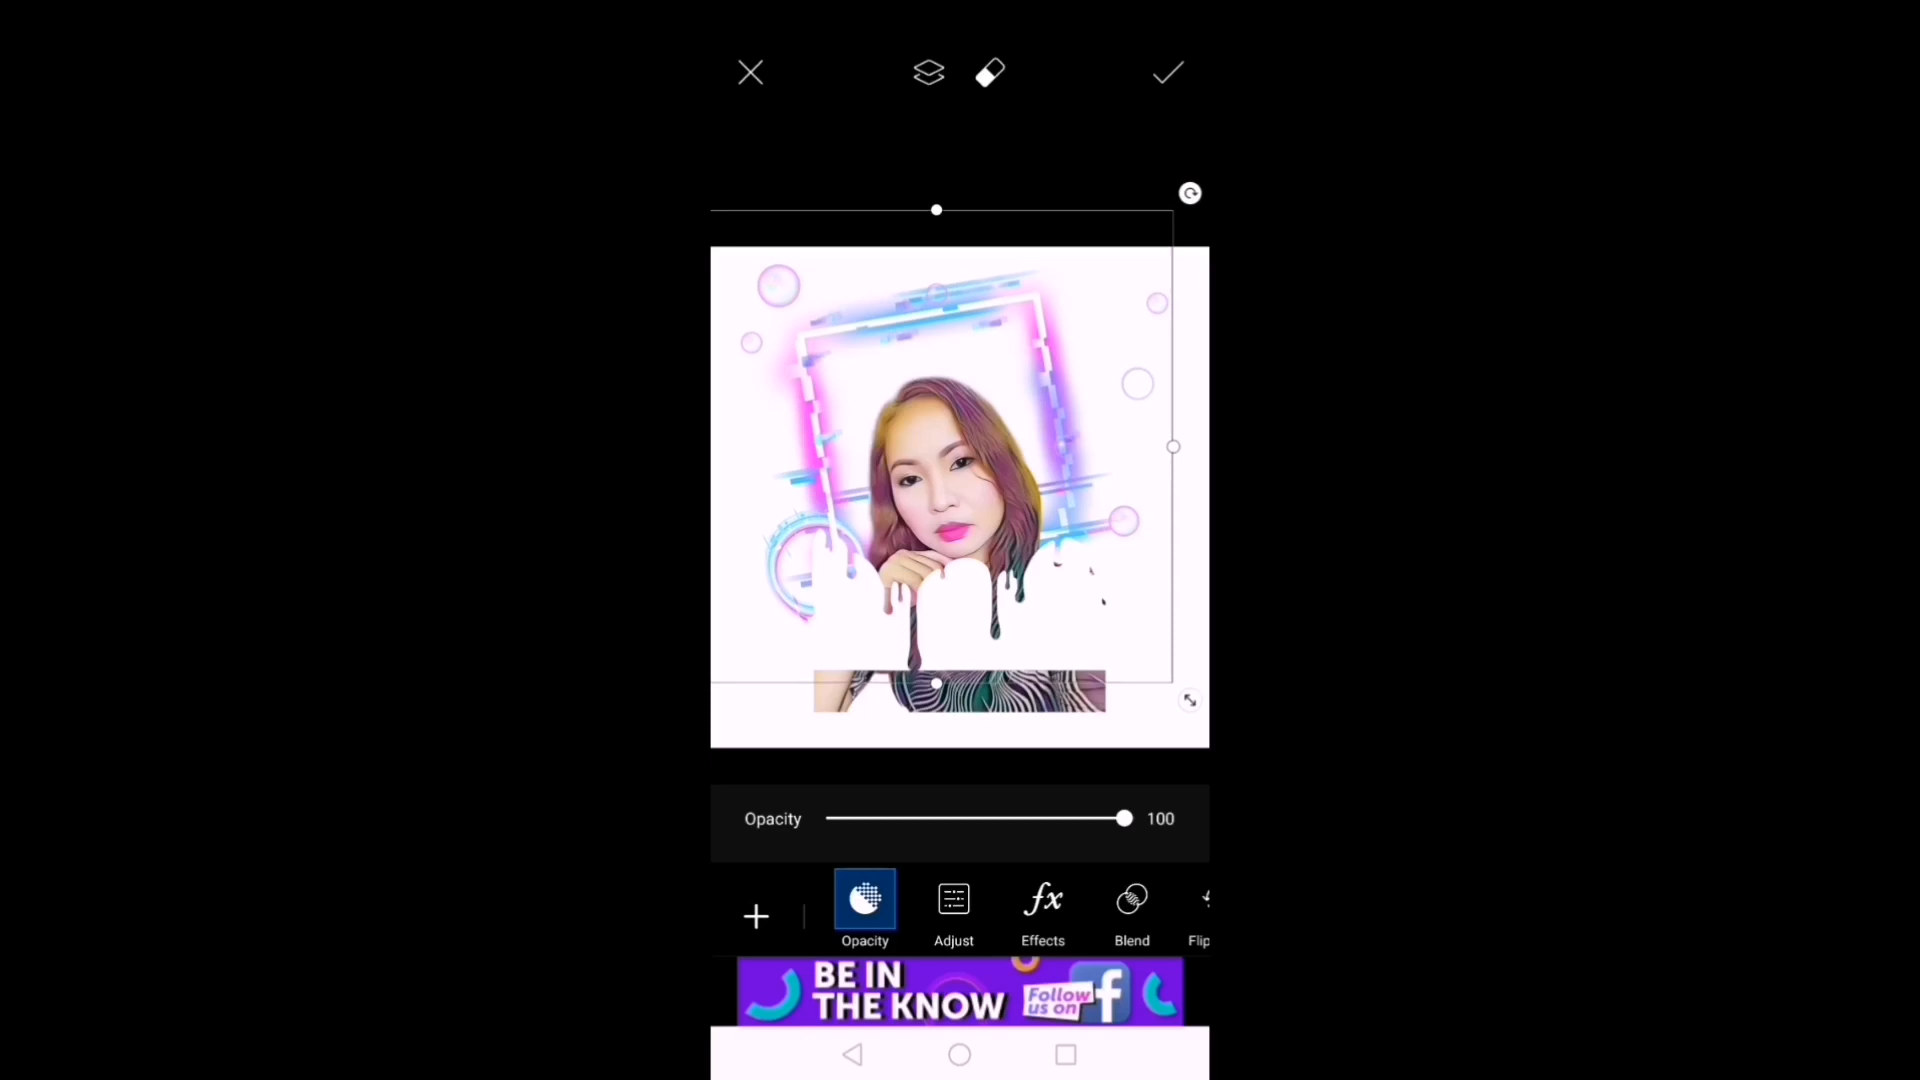 Opacity 100
Opacity Adjust Effects Blend Flip
BE IN
THE KNOW
Follow
us on f